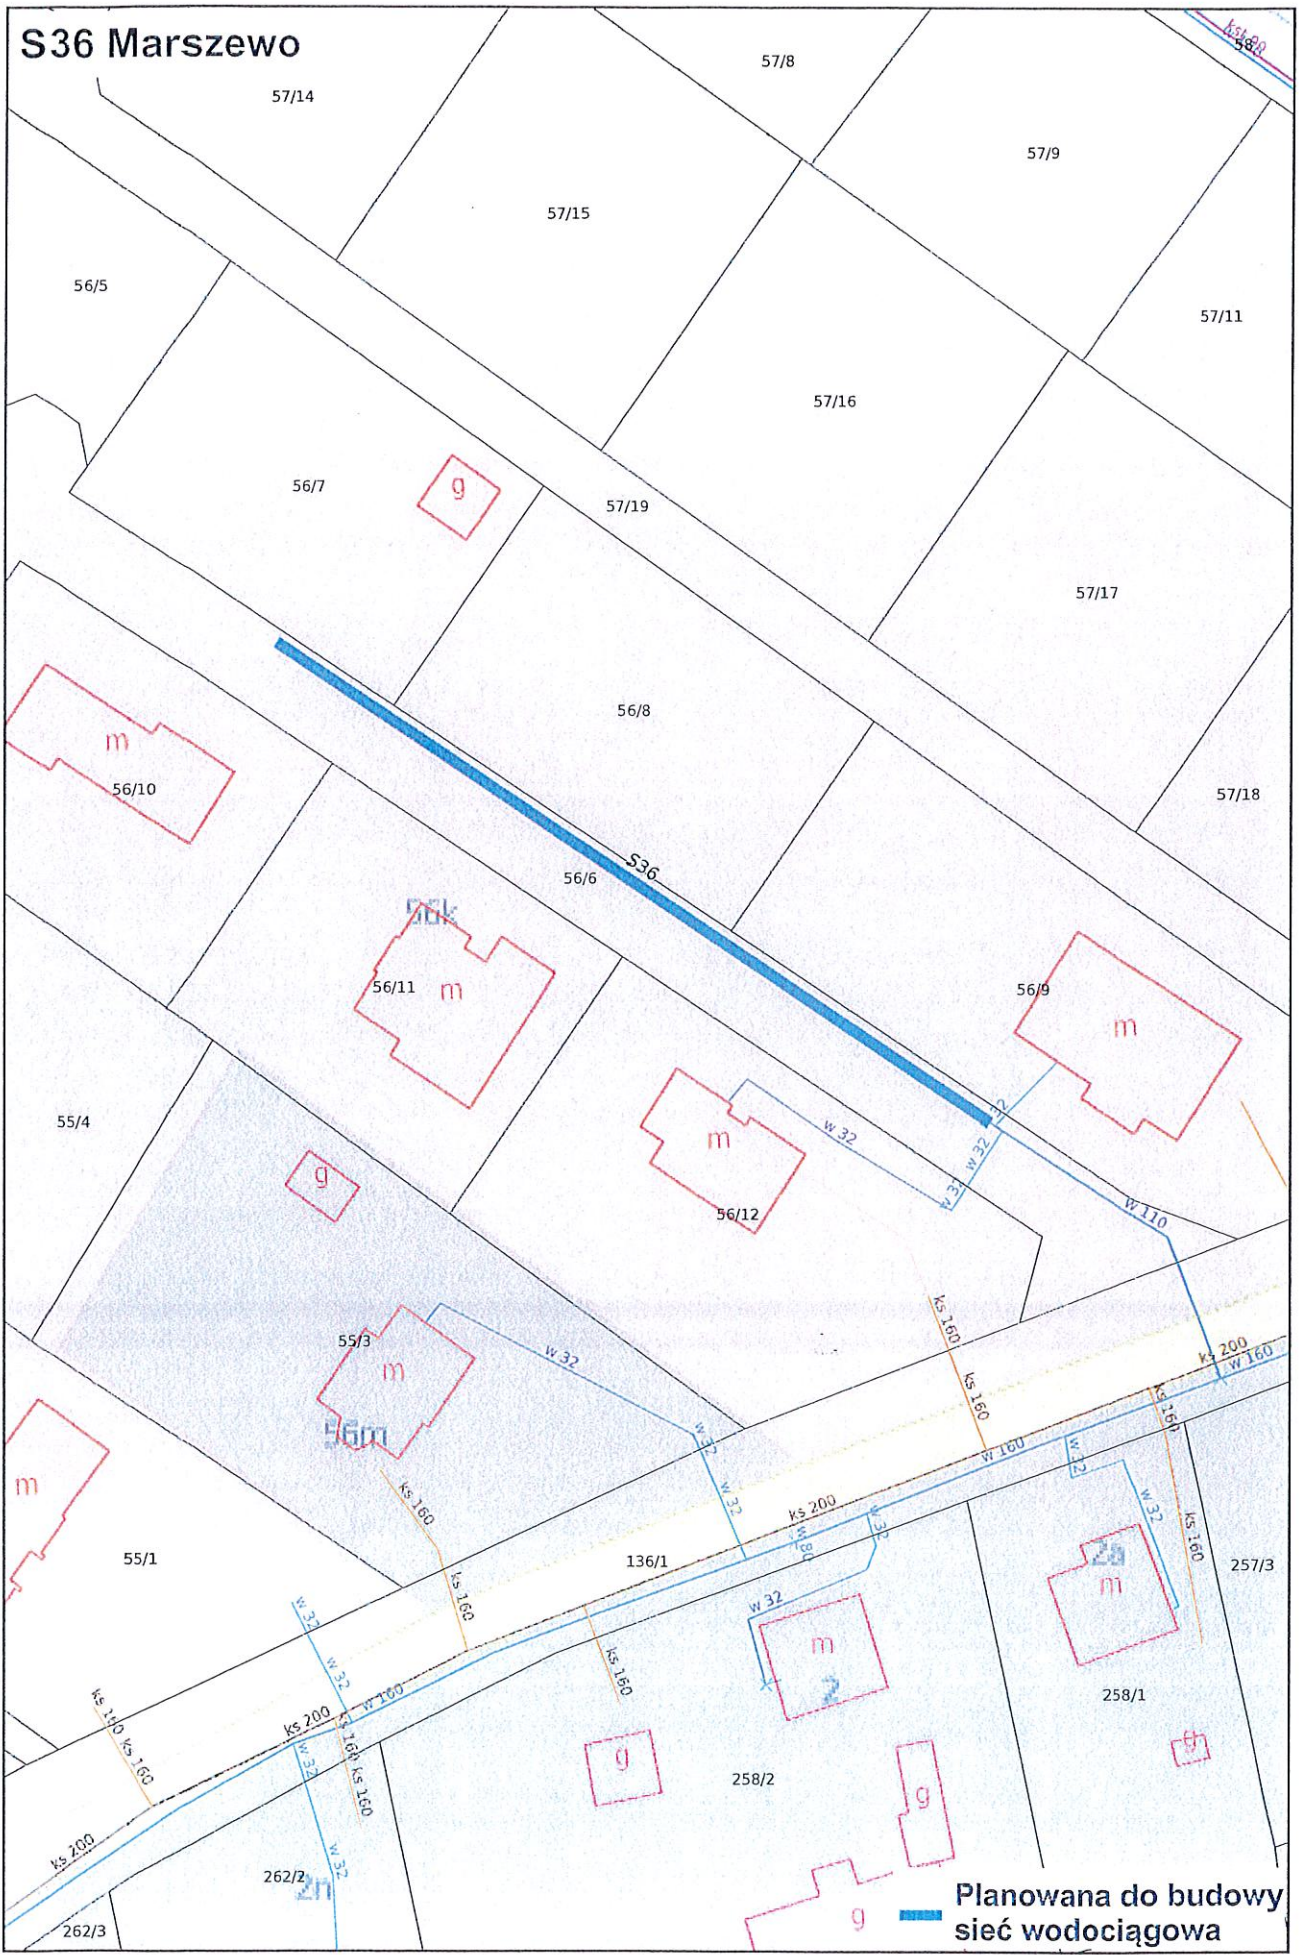 S36 Marszewo
58/
57/8
57/14
57/9
57/15
56/5
57/11
57/16
56/7
g
57/19
57/17
56/8
m
56/10
57/18
S36
56/6
56k
56/11
m
56/9
m
32
55/4
w 32
w 32
w 32
m
g
56/12
w 110
ks 160
55/3
m
w 32
ks 200
w 160
ks 160
ks 160
56m
w 32
w 160
w 32
m
ks 160
w 32
ks 200
w 32
w 32
ks 160
w 80
2a
55/1
136/1
m
257/3
ks 160
w 32
w 32
m
2
ks 160
w 32
w 160
258/1
ks 160
ks 160
ks 200
ks 160
ks 160
w 32
g
g
258/2
g
ks 200
w 32
262/2
2n
262/3
g
Planowana do budowy
sieć wodociągowa